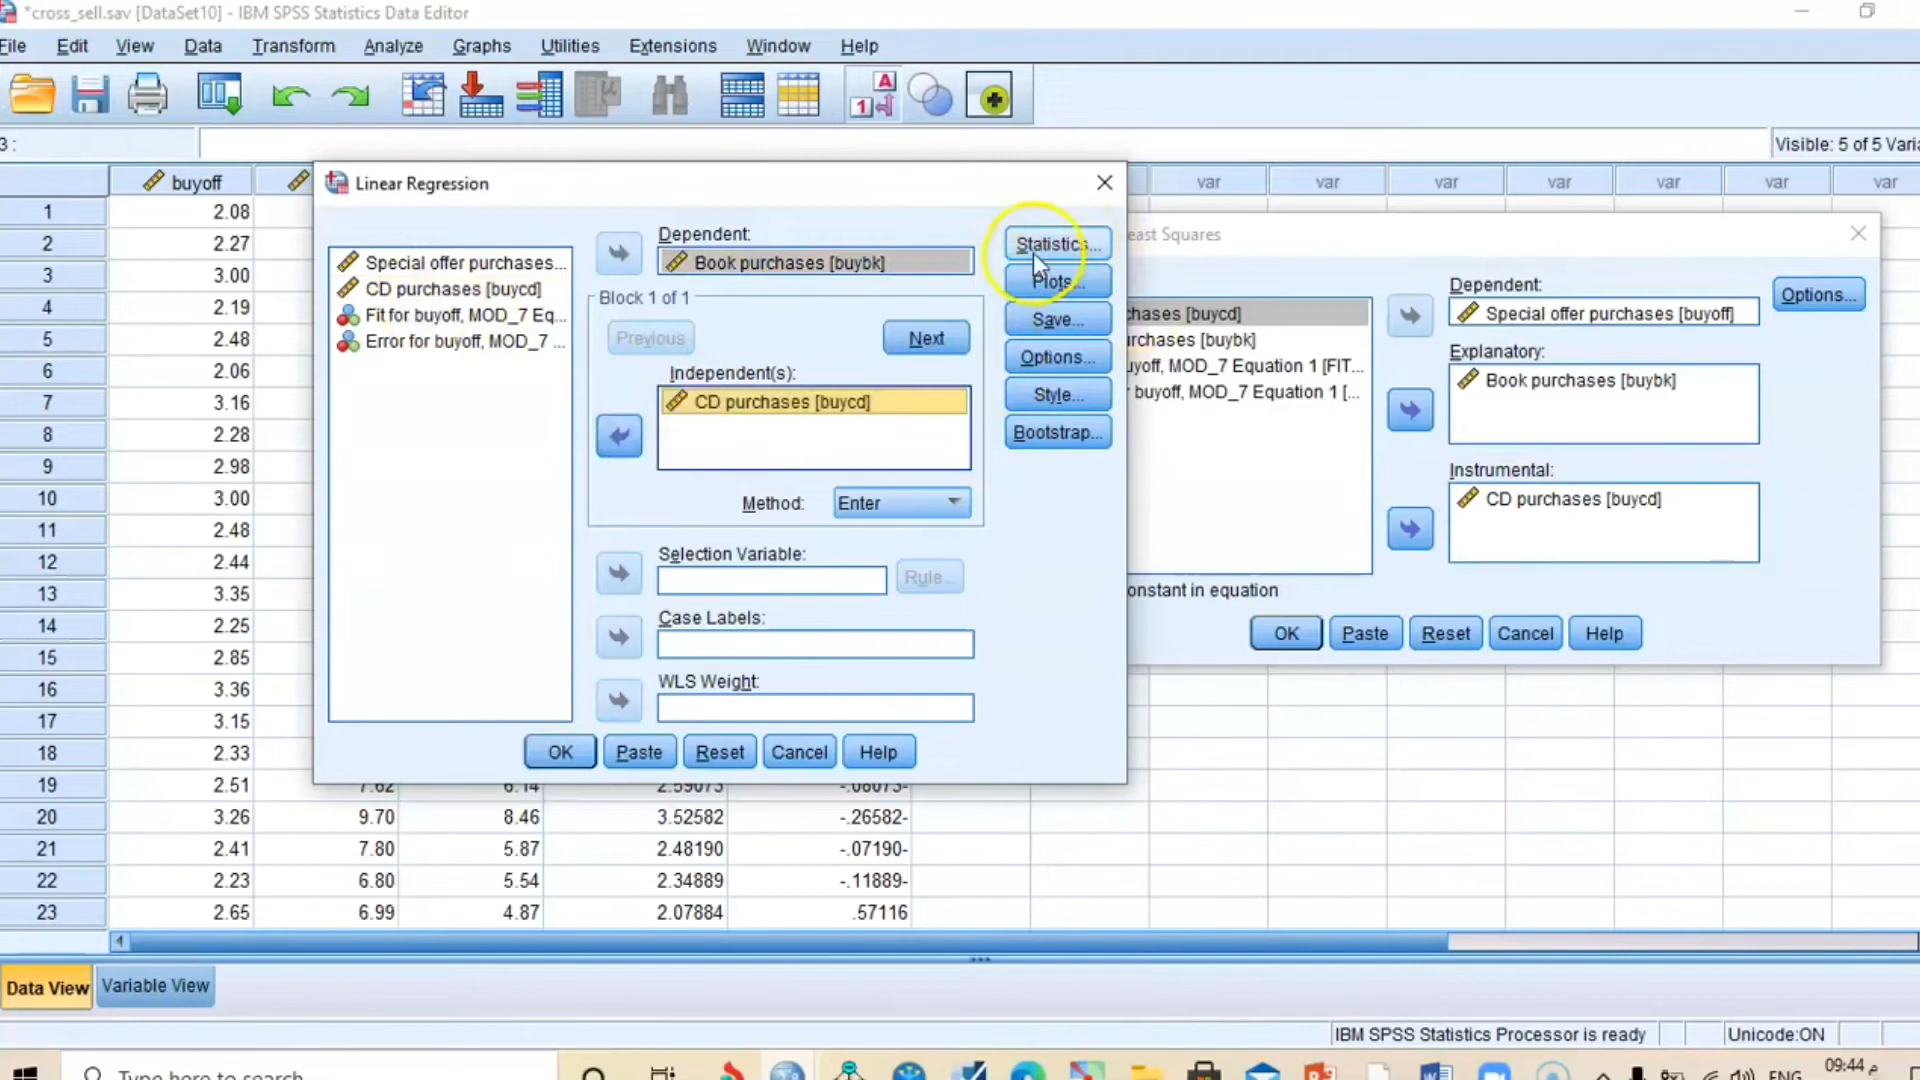 *cross_sell.sav [DataSet10] - IBM SPSS Statistics Data Editor
File Edit View Data Transform Analyze Graphs Utilities Extensions Window Help
3 :
Visible: 5 of 5 Varia
buyoff var var var var var var var
1 2.08
2 2.27
3 3.00
4 2.19
5 2.48
6 2.06
7 3.16
8 2.28
9 2.98
10 3.00
11 2.48
12 2.44
13 3.35
14 2.25
15 2.85
16 3.36
17 3.15
18 2.33
19 2.51 7.62 6.14 2.59073 -.08073-
20 3.26 9.70 8.46 3.52582 -.26582-
21 2.41 7.80 5.87 2.48190 -.07190-
22 2.23 6.80 5.54 2.34889 -.11889-
23 2.65 6.99 4.87 2.07884 .57116
Linear Regression
Special offer purchases...
CD purchases [buycd]
Fit for buyoff, MOD_7 Eq...
Error for buyoff, MOD_7 ...
Dependent:
Book purchases [buybk]
Block 1 of 1
Previous
Next
Independent(s):
CD purchases [buycd]
Method: Enter
Selection Variable:
Rule...
Case Labels:
WLS Weight:
OK Paste Reset Cancel Help
Statistics...
Plots...
Save...
Options...
Style...
Bootstrap...
east Squares
chases [buycd]
urchases [buybk]
uyoff, MOD_7 Equation 1 [FIT...
r buyoff, MOD_7 Equation 1 [...
Dependent:
Special offer purchases [buyoff]
Options...
Explanatory:
Book purchases [buybk]
Instrumental:
CD purchases [buycd]
onstant in equation
OK Paste Reset Cancel Help
Data View Variable View
IBM SPSS Statistics Processor is ready
Unicode:ON
Type here to search
ENG
09:44 م